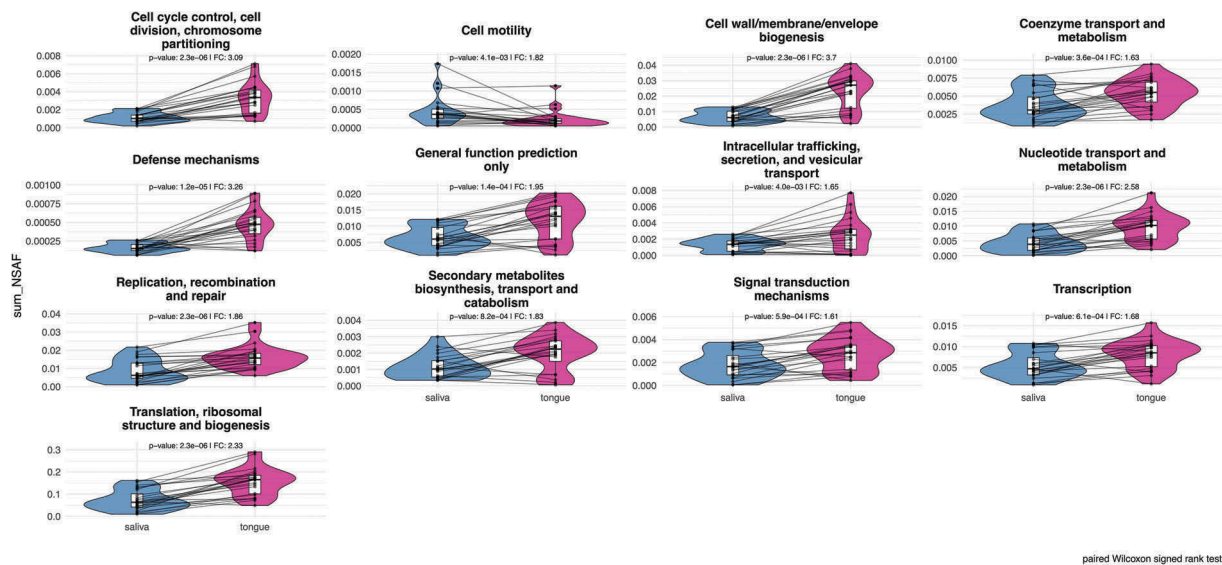 Cell cycle control, cell
division, chromosome
partitioning
p-value: 2.3e-06 | FC: 3.09
0.008
0.006
0.004
0.002
0.000
Cell motility
p-value: 4.1e-03 | FC: 1.82
0.0020
0.0015
0.0010
0.0005
0.0000
Cell wall/membrane/envelope
biogenesis
p-value: 2.3e-06 | FC: 3.7
0.04
0.03
0.02
0.01
0.00
Coenzyme transport and
metabolism
p-value: 3.6e-04 | FC: 1.63
0.0100
0.0075
0.0050
0.0025
Defense mechanisms
p-value: 1.2e-05 | FC: 3.26
0.00100
0.00075
0.00050
0.00025
General function prediction
only
p-value: 1.4e-04 | FC: 1.95
0.020
0.015
0.010
0.005
Intracellular trafficking,
secretion, and vesicular
transport
p-value: 4.0e-03 | FC: 1.65
0.008
0.006
0.004
0.002
0.000
Nucleotide transport and
metabolism
p-value: 2.3e-06 | FC: 2.58
0.020
0.015
0.010
0.005
0.000
sum_NSAF
Replication, recombination
and repair
p-value: 2.3e-06 | FC: 1.86
0.04
0.03
0.02
0.01
0.00
Secondary metabolites
biosynthesis, transport and
catabolism
p-value: 8.2e-04 | FC: 1.83
0.004
0.003
0.002
0.001
0.000
saliva
tongue
Signal transduction
mechanisms
p-value: 5.9e-04 | FC: 1.61
0.006
0.004
0.002
0.000
saliva
tongue
Transcription
p-value: 6.1e-04 | FC: 1.68
0.015
0.010
0.005
saliva
tongue
Translation, ribosomal
structure and biogenesis
p-value: 2.3e-06 | FC: 2.33
0.3
0.2
0.1
0.0
saliva
tongue
paired Wilcoxon signed rank test